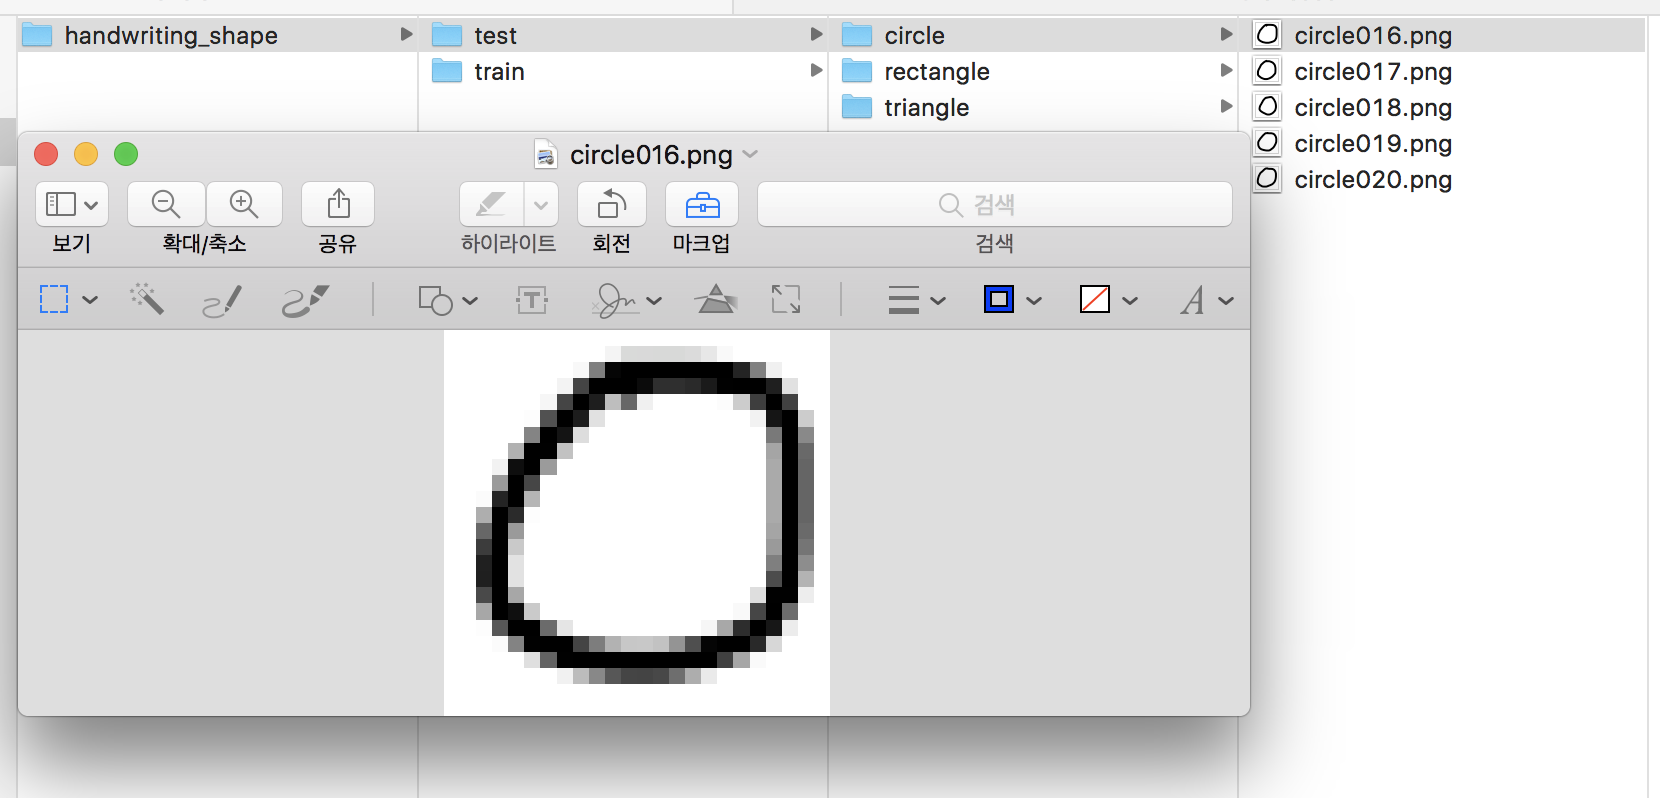 handwriting_shape
test
train
circle
rectangle
triangle
circle016.png
circle017.png
circle018.png
circle019.png
circle020.png
circle016.png
검색
보기
확대/축소
공유
하이라이트
회전
마크업
검색
T
A